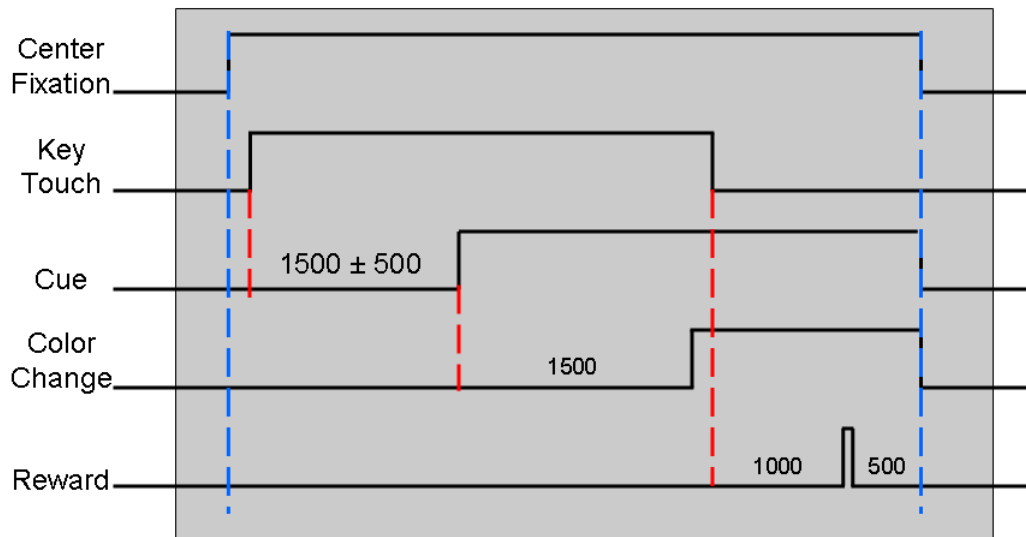 Center
Fixation
Key
Touch
1500 ± 500
Cue
Color
Change
1500
1000
500
Reward